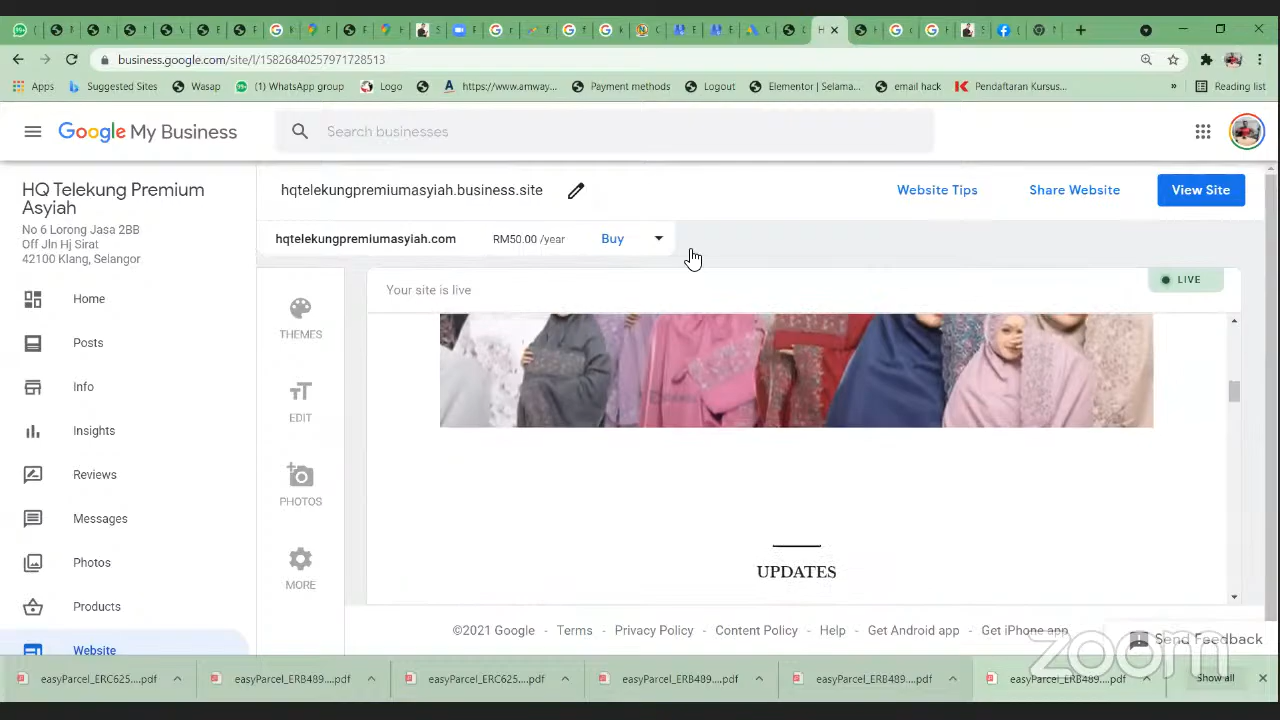 business.google.com/site/l/15826840257971728513
Apps
Suggested Sites
Wasap
(1) WhatsApp group
Logo
https://www.amway...
Payment methods
Logout
Elementor | Selama...
email hack
Pendaftaran Kursus...
»
Reading list
Google My Business
Search businesses
HQ Telekung Premium
Asyiah
No 6 Lorong Jasa 2BB
Off Jln Hj Sirat
42100 Klang, Selangor
Home
Posts
Info
Insights
Reviews
Messages
Photos
Products
Website
hqtelekungpremiumasyiah.business.site
Website Tips
Share Website
View Site
hqtelekungpremiumasyiah.com
RM50.00 /year
Buy
THEMES
EDIT
PHOTOS
MORE
Your site is live
LIVE
UPDATES
©2021 Google - Terms - Privacy Policy - Content Policy - Help - Get Android app - Get iPhone app
Send Feedback
zoom
easyParcel_ERC625....pdf
easyParcel_ERB489....pdf
easyParcel_ERC625....pdf
easyParcel_ERB489....pdf
easyParcel_ERB489....pdf
easyParcel_ERB489....pdf
Show all